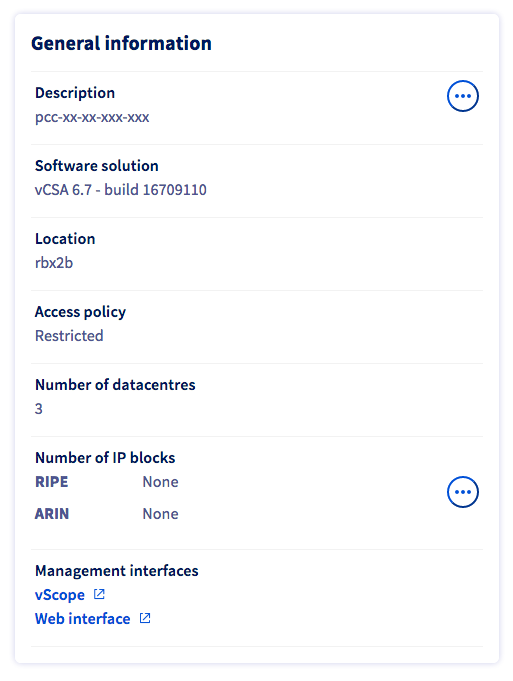 General information
Description
pcc-xx-xx-xxx-xxx
Software solution
vCSA 6.7 - build 16709110
Location
rbx2b
Access policy
Restricted
Number of datacentres
3
Number of IP blocks
RIPE None
ARIN None
Management interfaces
vScope
Web interface